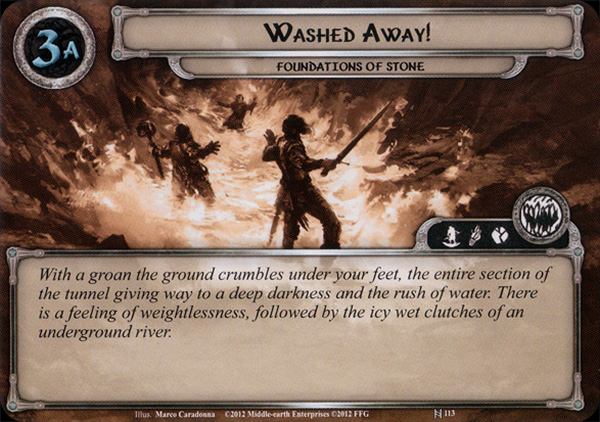 3A
Washed Away!
Foundations of Stone
With a groan the ground crumbles under your feet, the entire section of
the tunnel giving way to a deep darkness and the rush of water. There
is a feeling of weightlessness, followed by the icy wet clutches of an
underground river.
Illus. Marco Caradonna ©2012 Middle-earth Enterprises ©2012 FFG 113